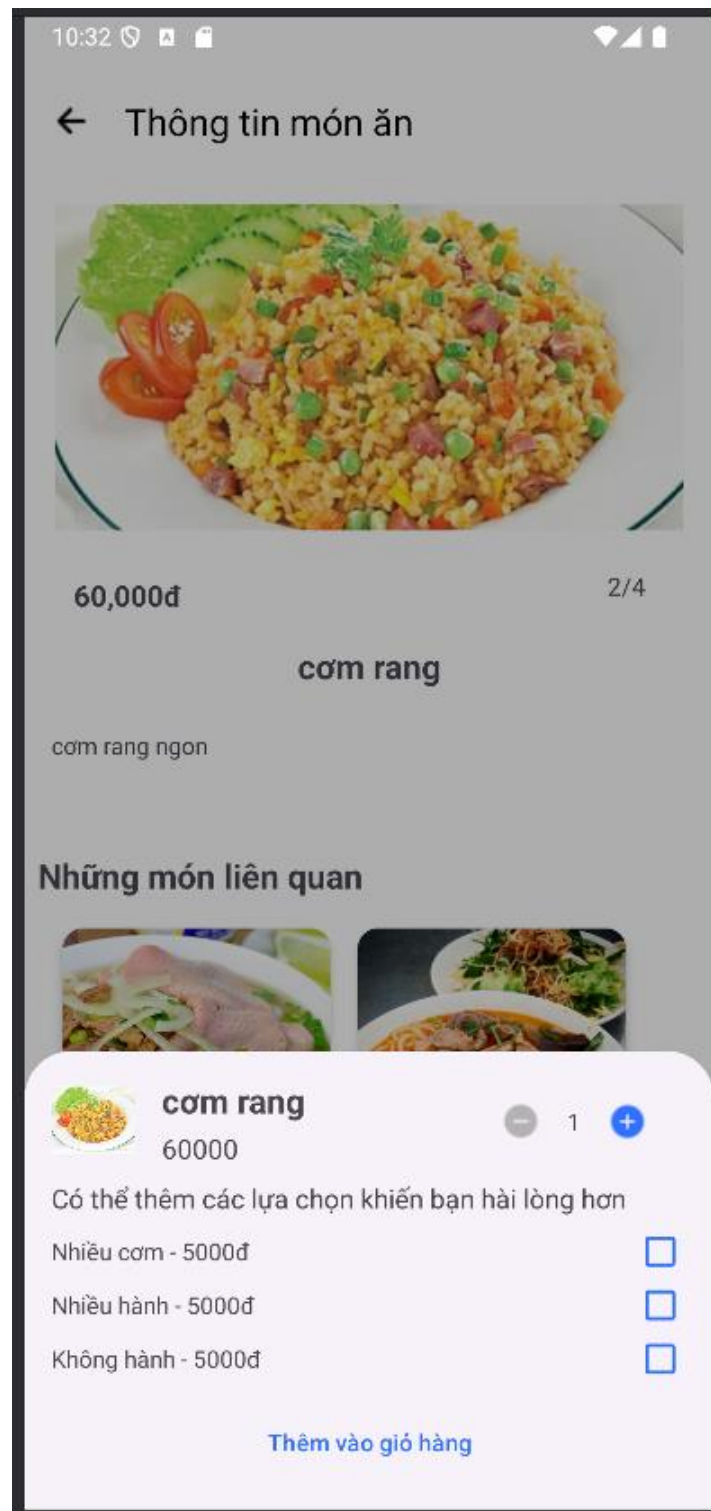 10:32
Thông tin món ăn
60,000đ 2/4
cơm rang
cơm rang ngon
Những món liên quan
cơm rang
60000
1
Có thể thêm các lựa chọn khiến bạn hài lòng hơn
Nhiều cơm - 5000đ
Nhiều hành - 5000đ
Không hành - 5000đ
Thêm vào giỏ hàng